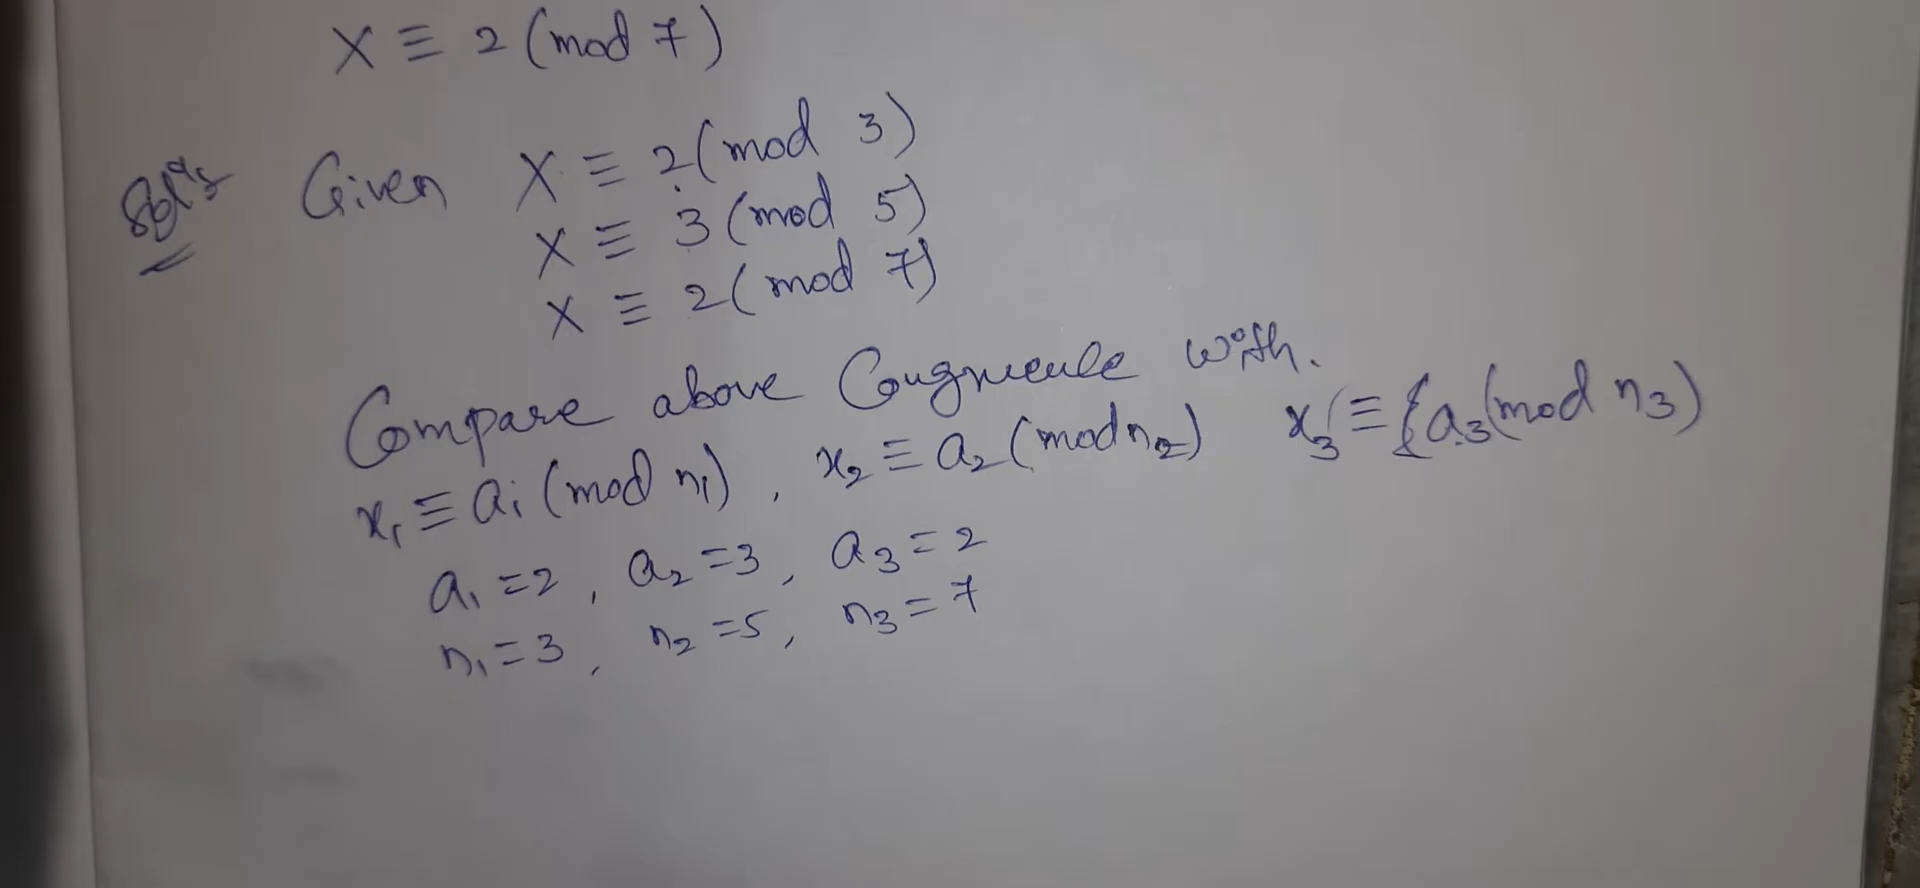 X ≡ 2 (mod 7)
Solⁿ:- Given X ≡ 2 (mod 3)
X ≡ 3 (mod 5)
X ≡ 2 (mod 7)
Compare above Congruence with.
x₁ ≡ a₁ (mod n₁), x₂ ≡ a₂ (mod n₂) x₃ ≡ a₃ (mod n₃)
a₁ = 2, a₂ = 3, a₃ = 2
n₁ = 3, n₂ = 5, n₃ = 7